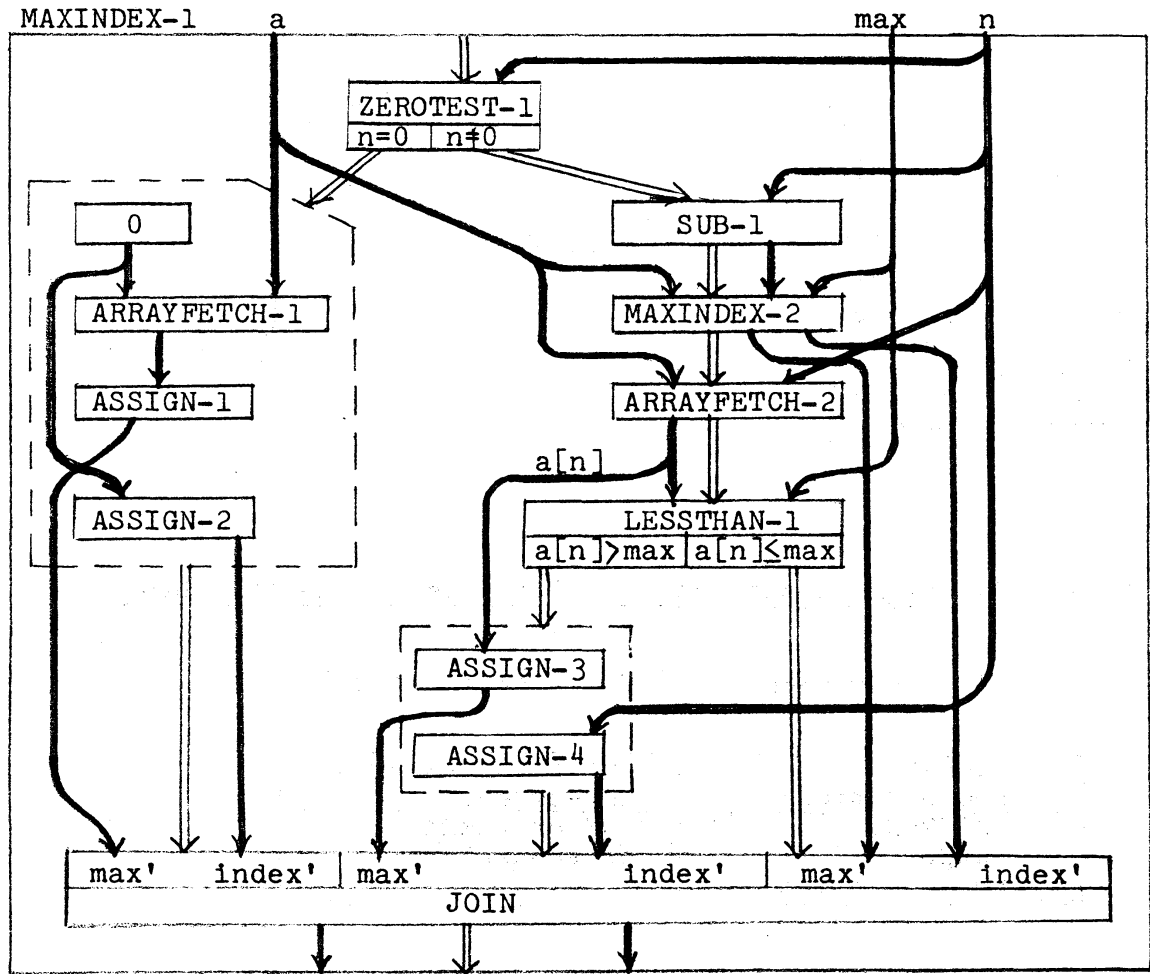 MAXINDEX-1 a max n
ZEROTEST-1
n=0 n≠0
0
SUB-1
ARRAYFETCH-1
MAXINDEX-2
ASSIGN-1
ARRAYFETCH-2
a[n]
ASSIGN-2
LESSTHAN-1
a[n]>max a[n]≤max
ASSIGN-3
ASSIGN-4
max' index' max' index' max' index'
JOIN